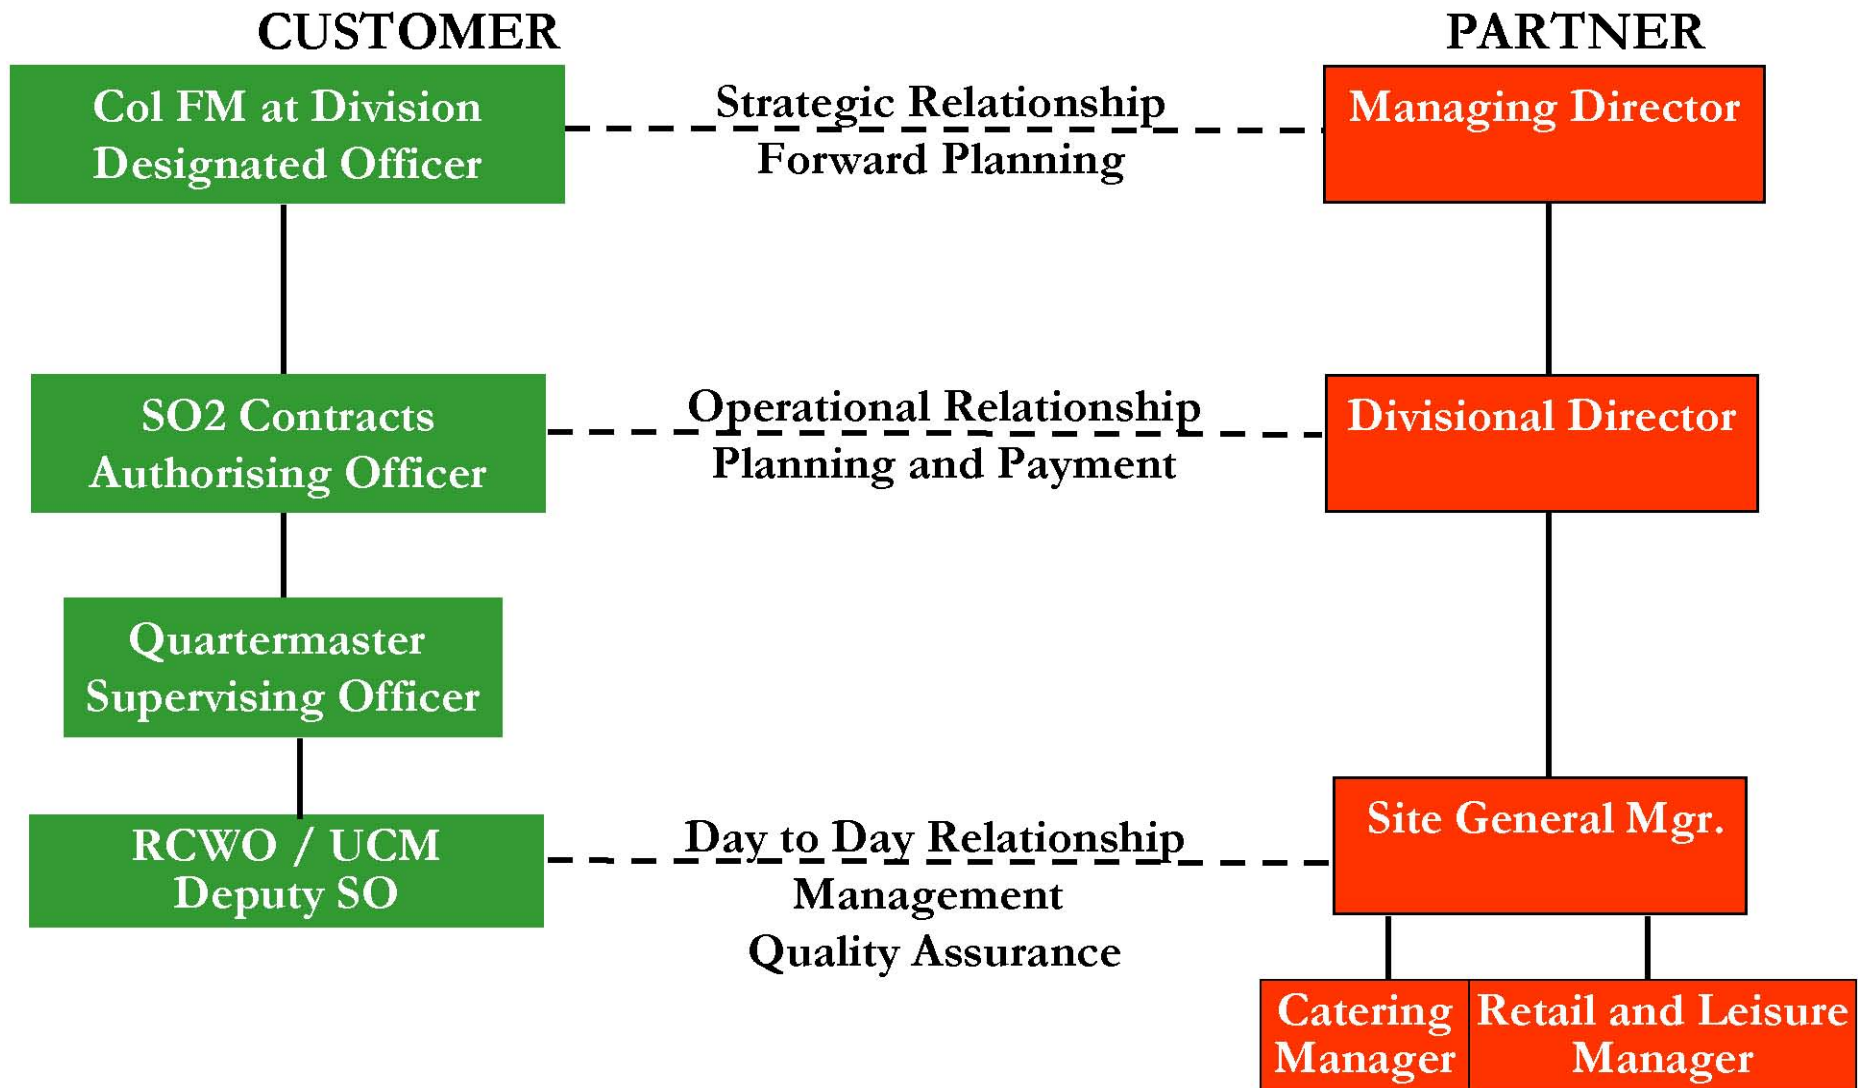 CUSTOMER
PARTNER
Col FM at Division
Designated Officer
Strategic Relationship
Forward Planning
Managing Director
SO2 Contracts
Authorising Officer
Operational Relationship
Planning and Payment
Divisional Director
Quartermaster
Supervising Officer
RCWO / UCM
Deputy SO
Day to Day Relationship
Management
Quality Assurance
Site General Mgr.
Catering
Manager
Retail and Leisure
Manager